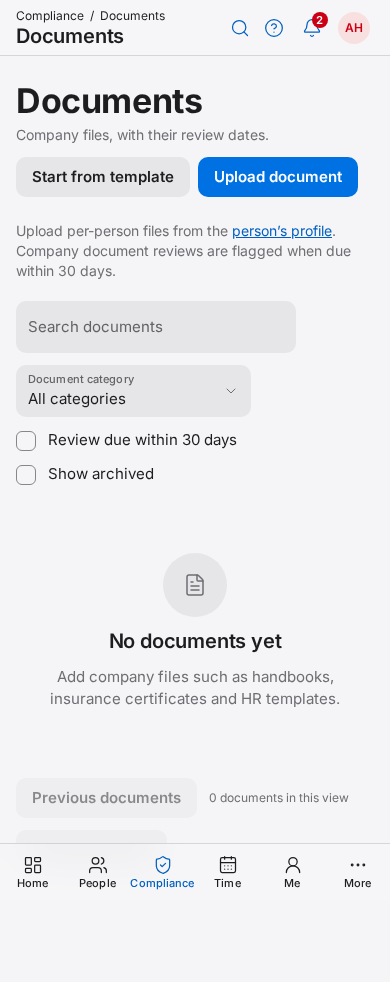 Compliance / Documents
Documents
2
AH
Documents
Company files, with their review dates.
Start from template
Upload document
Upload per-person files from the person’s profile.
Company document reviews are flagged when due
within 30 days.
Search documents
Document category
All categories
Review due within 30 days
Show archived
No documents yet
Add company files such as handbooks,
insurance certificates and HR templates.
Previous documents
0 documents in this view
Home
People
Compliance
Time
Me
More